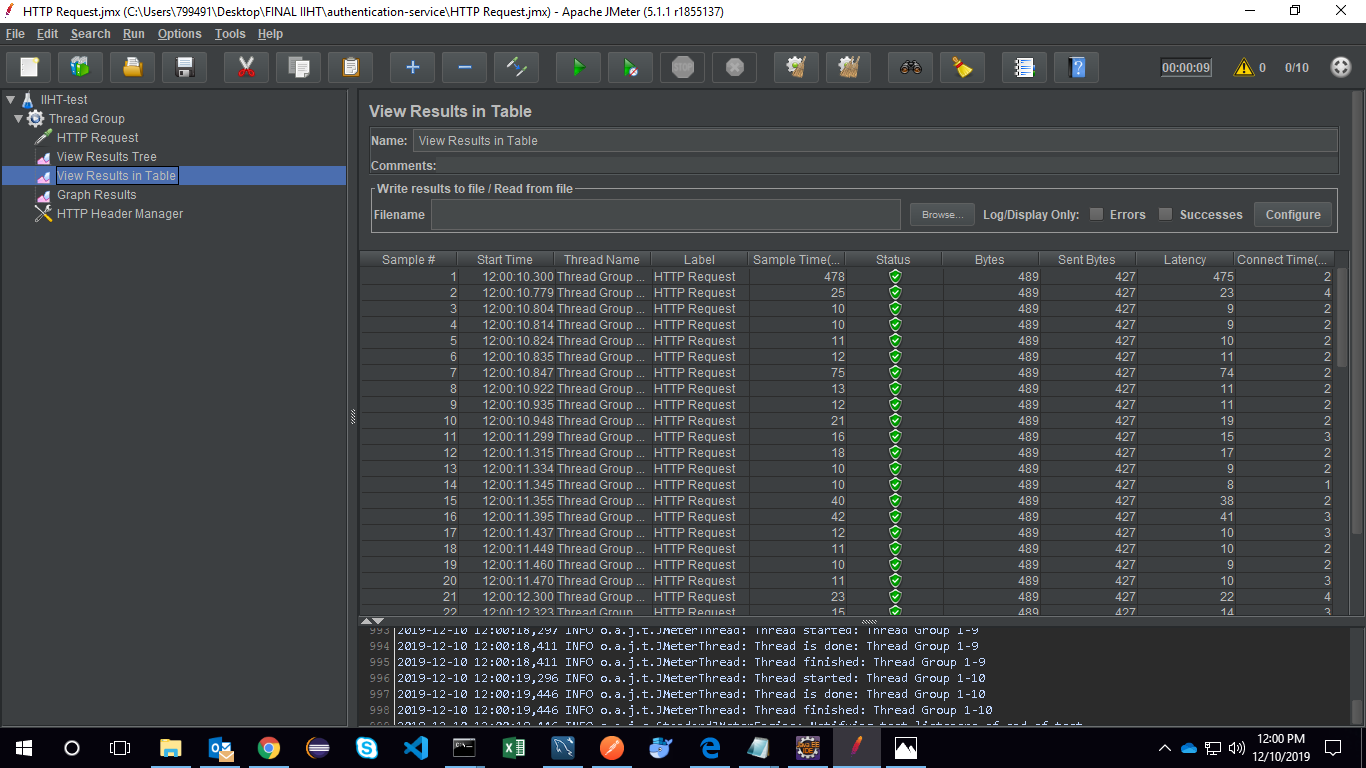 HTTP Request.jmx (C:\Users\799491\Desktop\FINAL IIHT\authentication-service\HTTP Request.jmx) - Apache JMeter (5.1.1 r1855137)
File Edit Search Run Options Tools Help
STOP 00:00:09 0 0/10
IIHT-test
Thread Group
HTTP Request
View Results Tree
View Results in Table
Graph Results
HTTP Header Manager
View Results in Table
Name: View Results in Table
Comments:
Write results to file / Read from file
Filename Browse... Log/Display Only: Errors Successes Configure
Sample # Start Time Thread Name Label Sample Time(... Status Bytes Sent Bytes Latency Connect Time(...
1 12:00:10.300 Thread Group ... HTTP Request 478 489 427 475 2
2 12:00:10.779 Thread Group ... HTTP Request 25 489 427 23 4
3 12:00:10.804 Thread Group ... HTTP Request 10 489 427 9 2
4 12:00:10.814 Thread Group ... HTTP Request 10 489 427 9 2
5 12:00:10.824 Thread Group ... HTTP Request 11 489 427 10 2
6 12:00:10.835 Thread Group ... HTTP Request 12 489 427 11 2
7 12:00:10.847 Thread Group ... HTTP Request 75 489 427 74 2
8 12:00:10.922 Thread Group ... HTTP Request 13 489 427 11 2
9 12:00:10.935 Thread Group ... HTTP Request 12 489 427 11 2
10 12:00:10.948 Thread Group ... HTTP Request 21 489 427 19 2
11 12:00:11.299 Thread Group ... HTTP Request 16 489 427 15 3
12 12:00:11.315 Thread Group ... HTTP Request 18 489 427 17 2
13 12:00:11.334 Thread Group ... HTTP Request 10 489 427 9 2
14 12:00:11.345 Thread Group ... HTTP Request 10 489 427 8 1
15 12:00:11.355 Thread Group ... HTTP Request 40 489 427 38 2
16 12:00:11.395 Thread Group ... HTTP Request 42 489 427 41 3
17 12:00:11.437 Thread Group ... HTTP Request 12 489 427 10 3
18 12:00:11.449 Thread Group ... HTTP Request 11 489 427 10 2
19 12:00:11.460 Thread Group ... HTTP Request 10 489 427 9 2
20 12:00:11.470 Thread Group ... HTTP Request 11 489 427 10 3
21 12:00:12.300 Thread Group ... HTTP Request 23 489 427 22 4
22 12:00:12.323 Thread Group ... HTTP Request 15 489 427 14 3
993 2019-12-10 12:00:18,297 INFO o.a.j.t.JMeterThread: Thread started: Thread Group 1-9
994 2019-12-10 12:00:18,411 INFO o.a.j.t.JMeterThread: Thread is done: Thread Group 1-9
995 2019-12-10 12:00:18,411 INFO o.a.j.t.JMeterThread: Thread finished: Thread Group 1-9
996 2019-12-10 12:00:19,296 INFO o.a.j.t.JMeterThread: Thread started: Thread Group 1-10
997 2019-12-10 12:00:19,446 INFO o.a.j.t.JMeterThread: Thread is done: Thread Group 1-10
998 2019-12-10 12:00:19,446 INFO o.a.j.t.JMeterThread: Thread finished: Thread Group 1-10
999 2019-12-10 12:00:19,446 INFO o.a.j.e.StandardJMeterEngine: Notifying test listeners of end of test
12:00 PM
12/10/2019